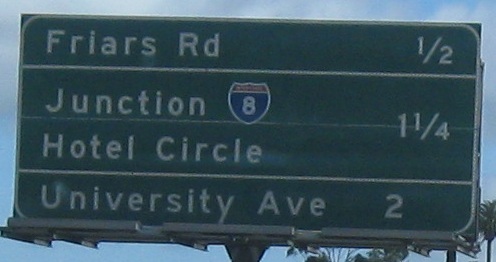 Friars Rd 1/2
Junction 8
1 1/4
Hotel Circle
University Ave 2